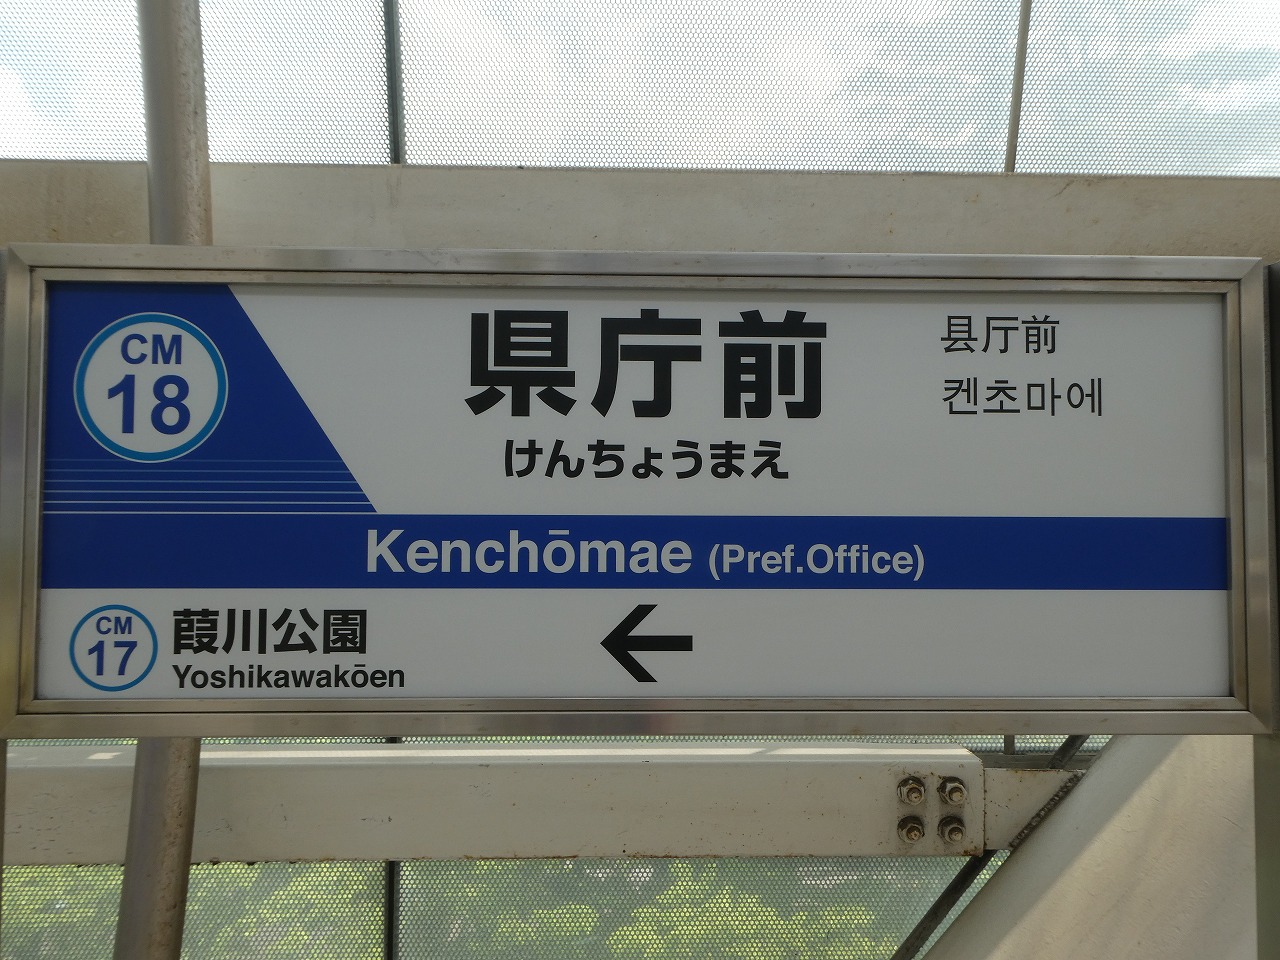 CM
18
県庁前
けんちょうまえ
县厅前
켄초마에
Kenchōmae (Pref.Office)
CM
17
葭川公園
Yoshikawakōen
←